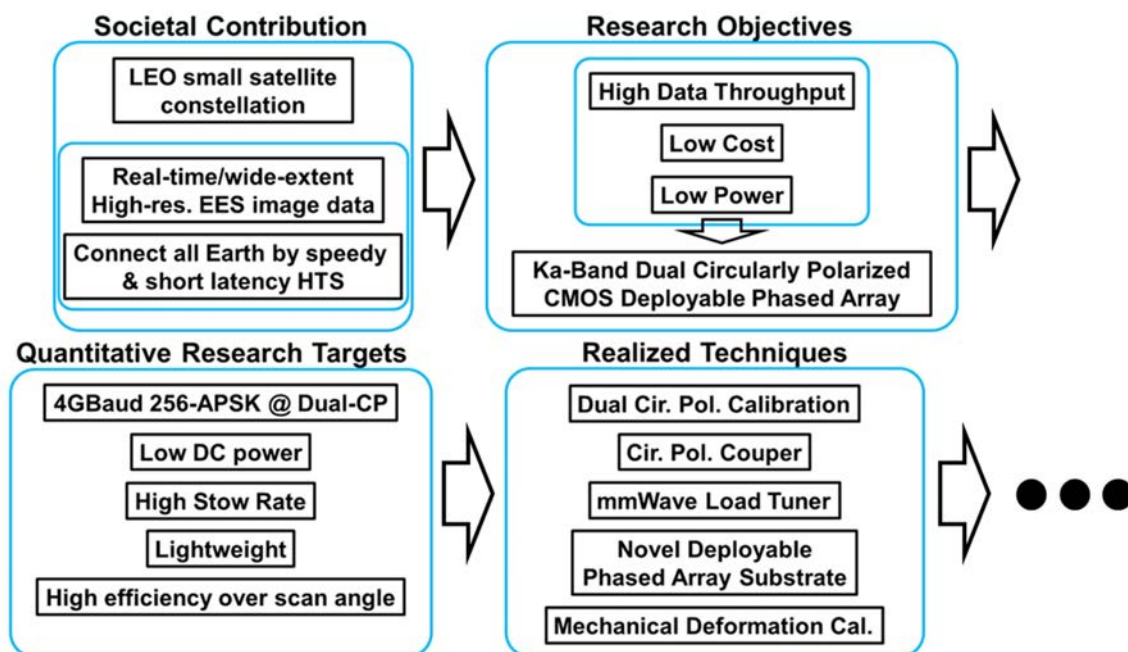 Societal Contribution
LEO small satellite
constellation
Real-time/wide-extent
High-res. EES image data
Connect all Earth by speedy
& short latency HTS
Research Objectives
High Data Throughput
Low Cost
Low Power
Ka-Band Dual Circularly Polarized
CMOS Deployable Phased Array
Quantitative Research Targets
4GBaud 256-APSK @ Dual-CP
Low DC power
High Stow Rate
Lightweight
High efficiency over scan angle
Realized Techniques
Dual Cir. Pol. Calibration
Cir. Pol. Couper
mmWave Load Tuner
Novel Deployable
Phased Array Substrate
Mechanical Deformation Cal.